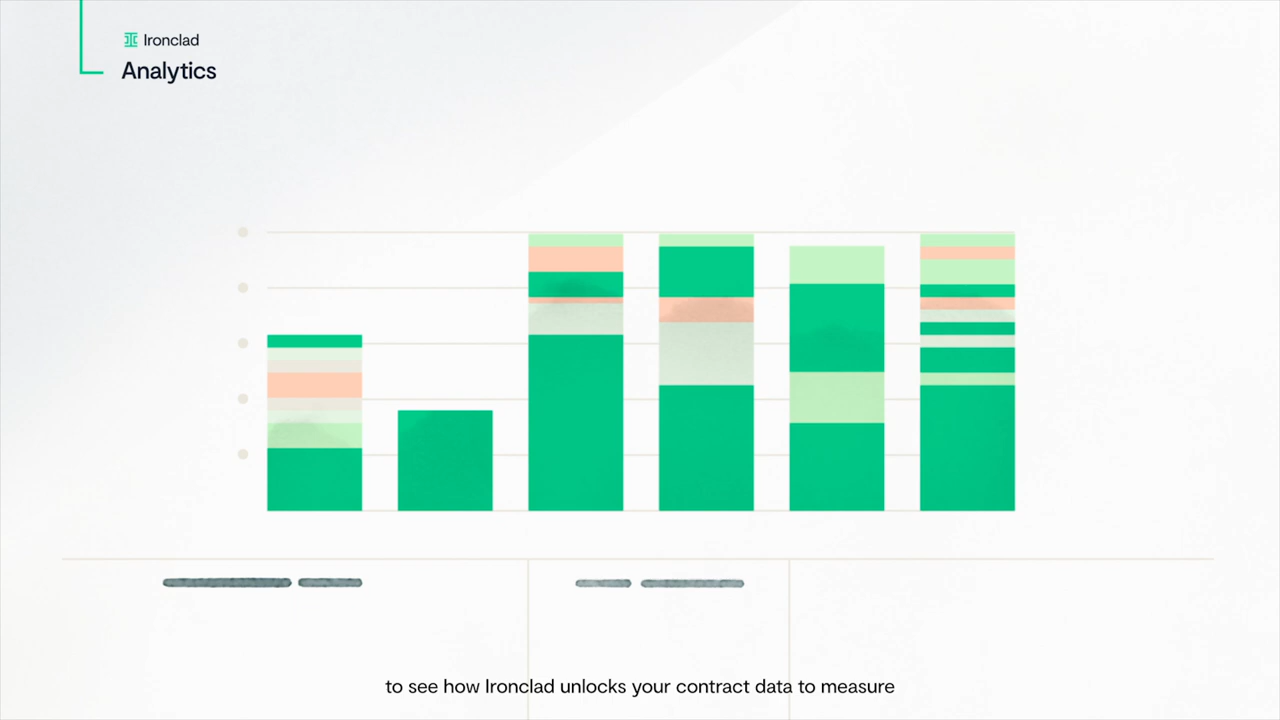 Ironclad
Analytics
to see how Ironclad unlocks your contract data to measure